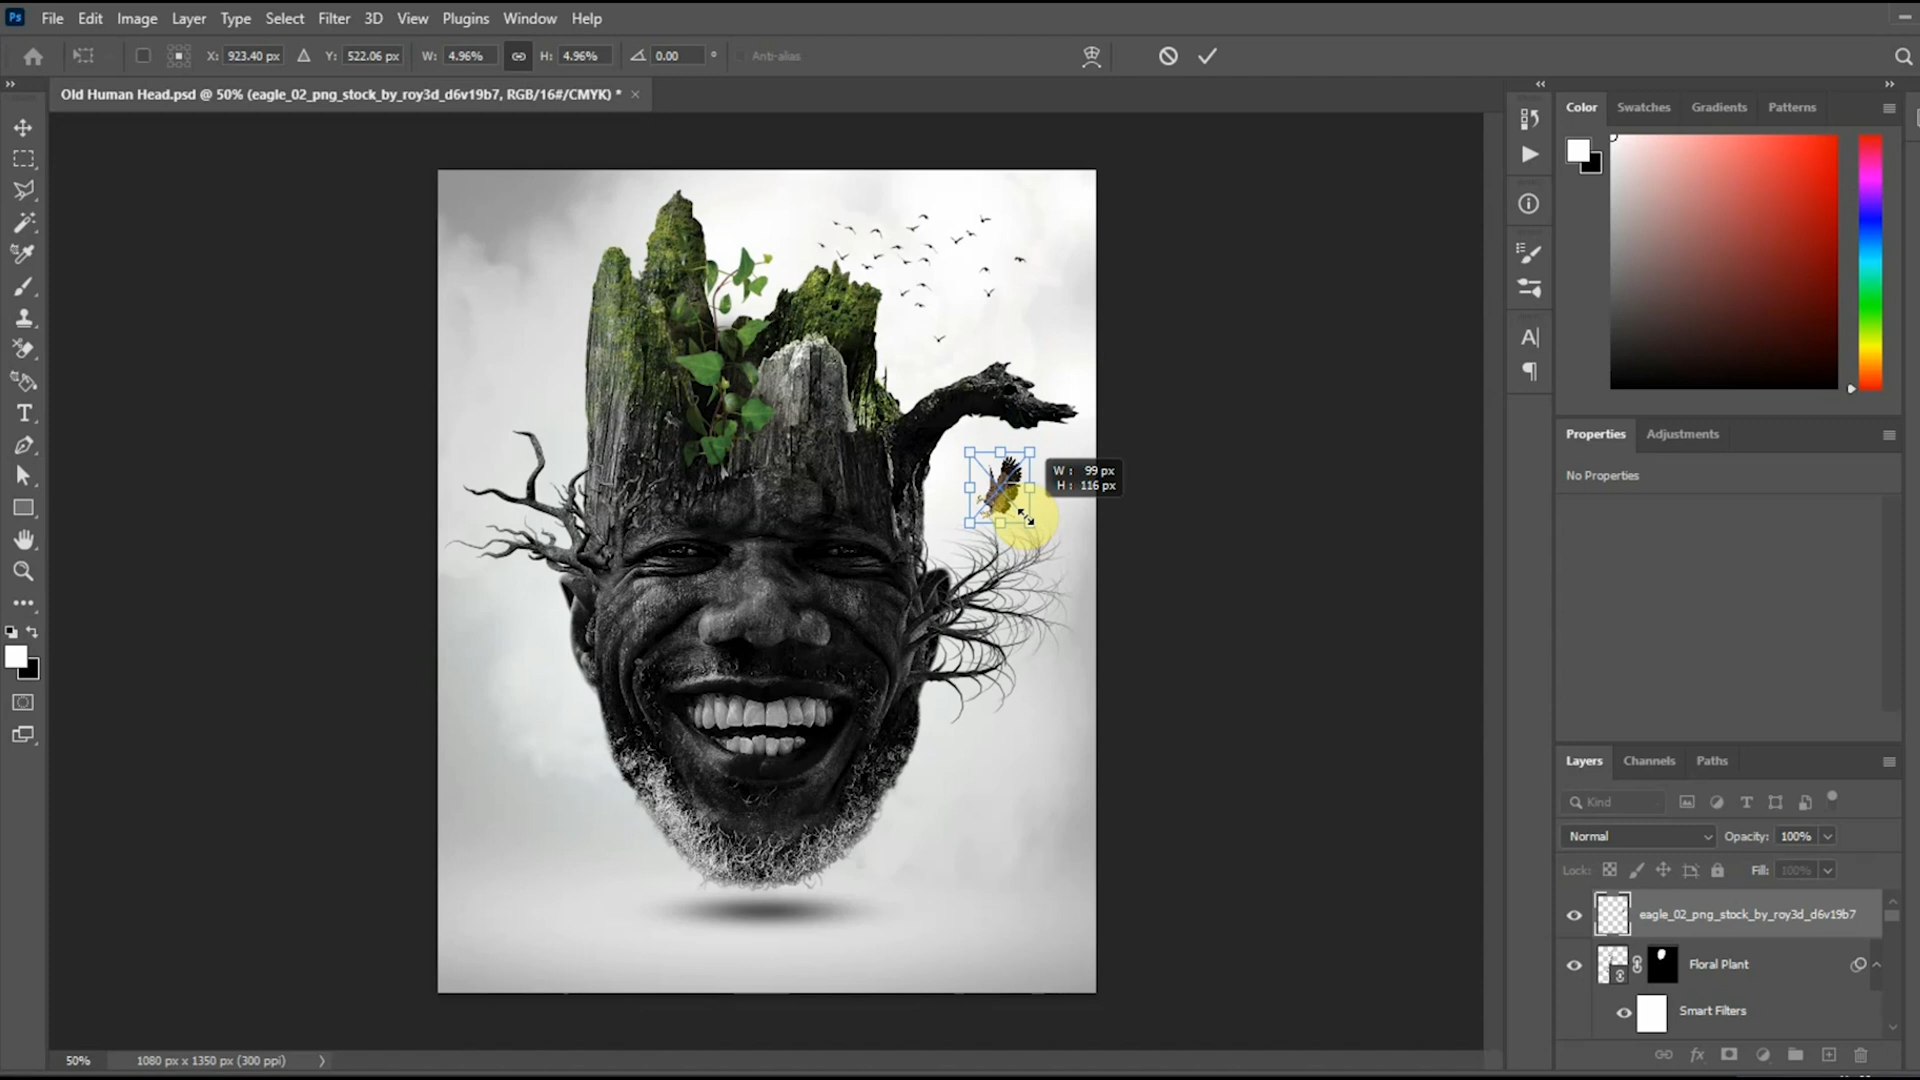 Ps File Edit Image Layer Type Select Filter 3D View Plugins Window Help
X: 923.40 px Y: 522.06 px W: 4.96% H: 4.96% 0.00 ° Anti-alias
Old Human Head.psd @ 50% (eagle_02_png_stock_by_roy3d_d6v19b7, RGB/16#/CMYK) * ×
Color Swatches Gradients Patterns
Properties Adjustments
No Properties
W : 99 px
H : 116 px
Layers Channels Paths
Kind
Normal Opacity: 100%
Lock: Fill: 100%
eagle_02_png_stock_by_roy3d_d6v19b7
Floral Plant
Smart Filters
50% 1080 px x 1350 px (300 ppi)